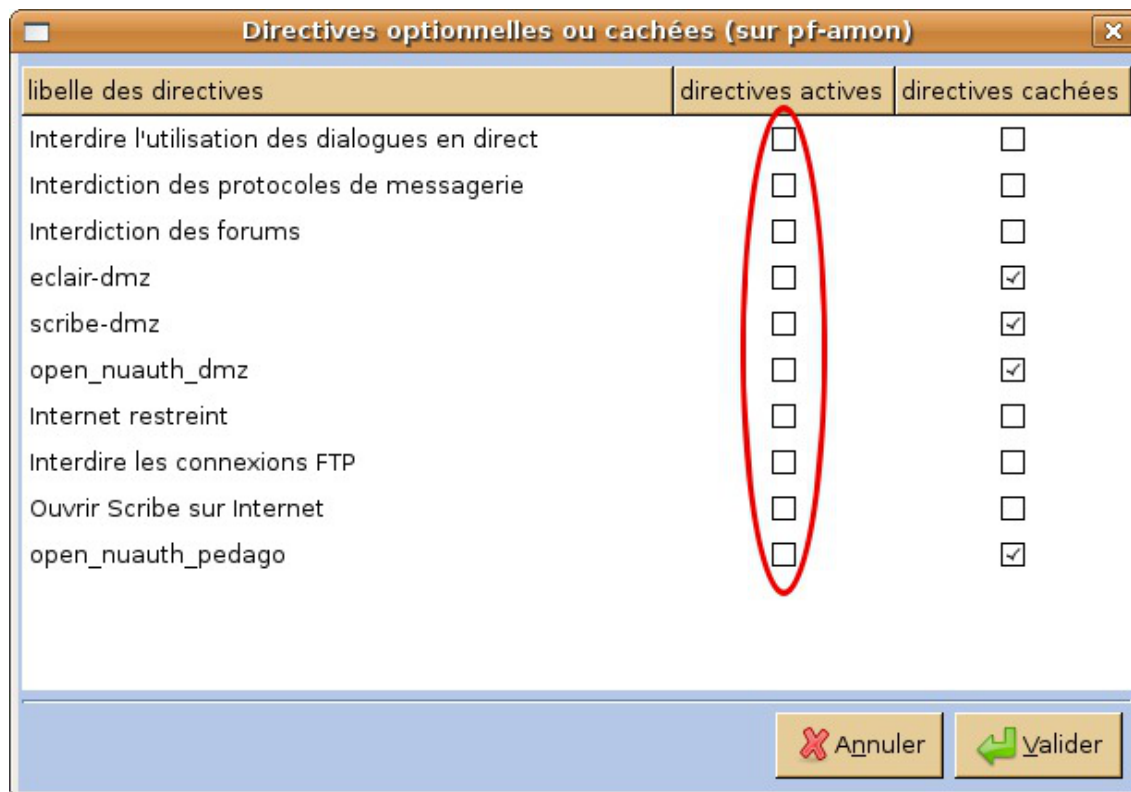 Directives optionnelles ou cachées (sur pf-amon)
libelle des directives directives actives directives cachées
Interdire l'utilisation des dialogues en direct
Interdiction des protocoles de messagerie
Interdiction des forums
eclair-dmz
scribe-dmz
open_nuauth_dmz
Internet restreint
Interdire les connexions FTP
Ouvrir Scribe sur Internet
open_nuauth_pedago
Annuler Valider